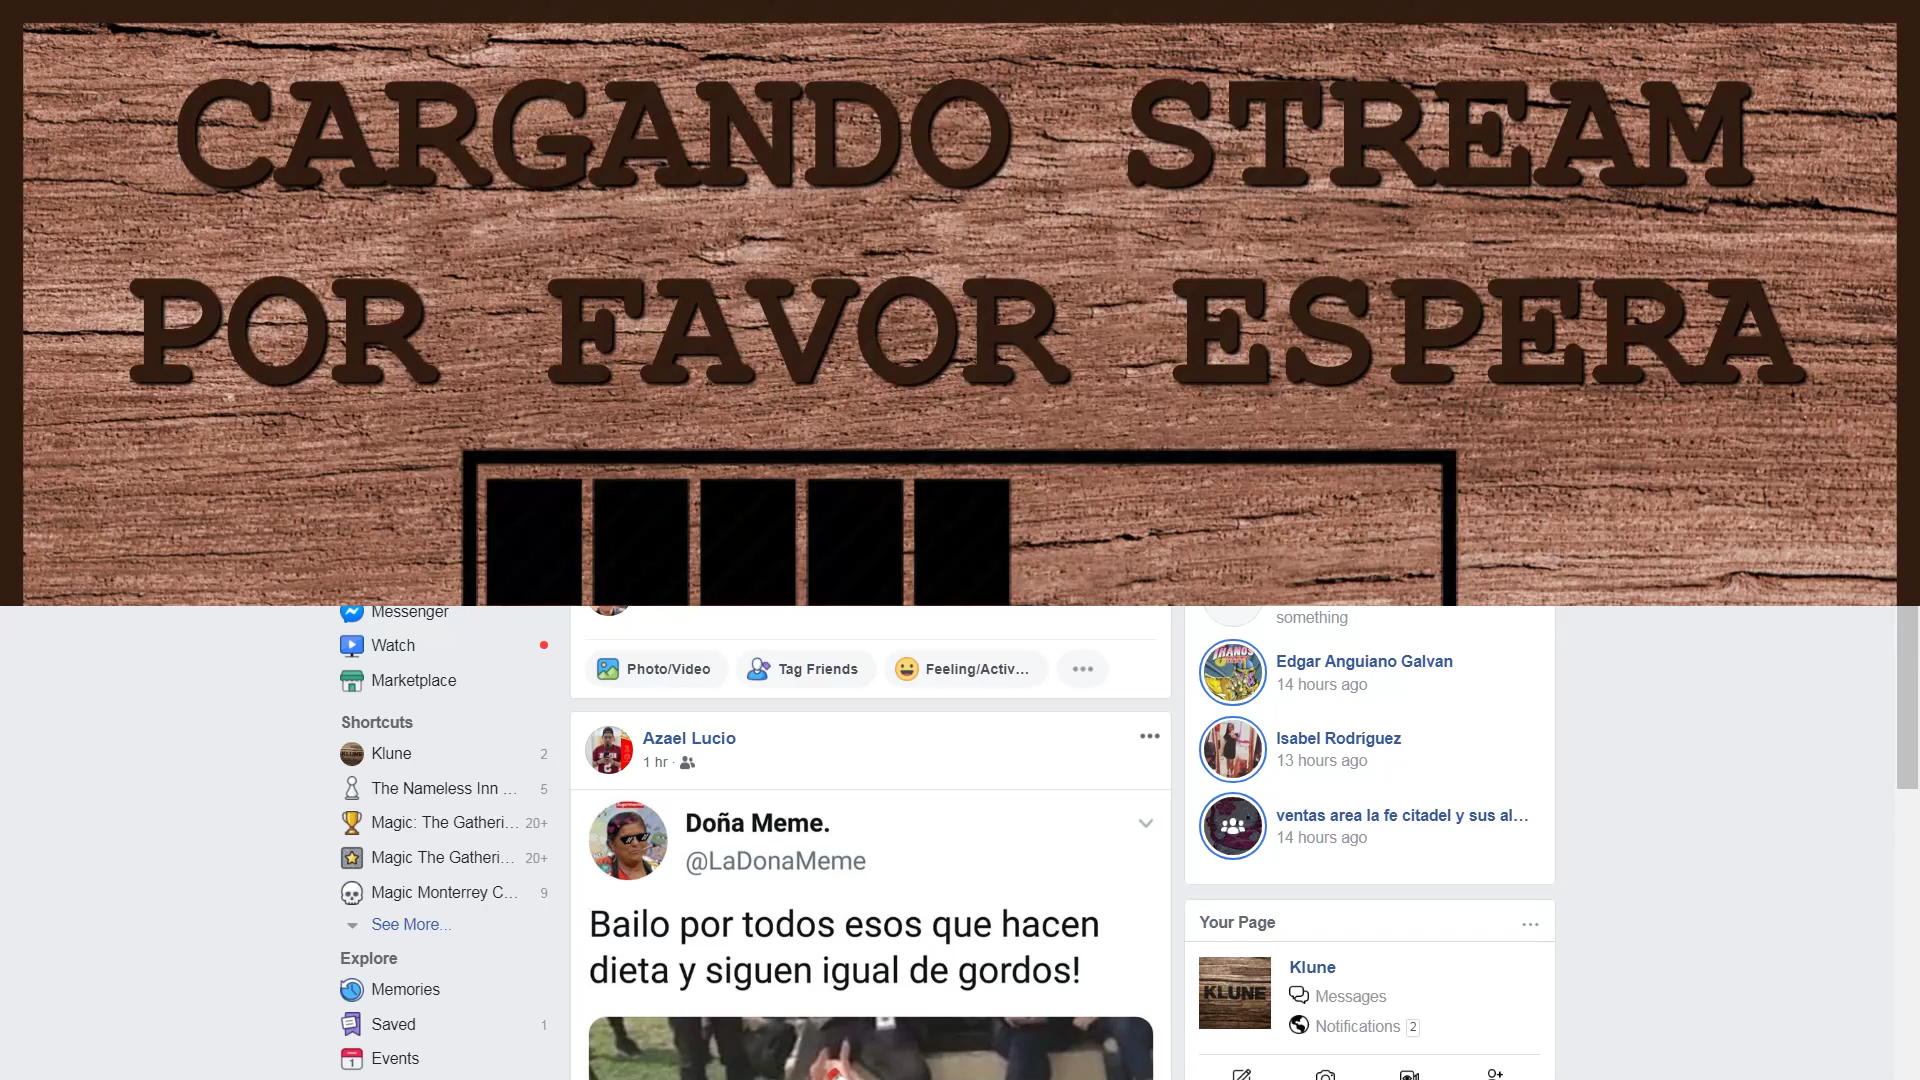 CARGANDO STREAM
POR FAVOR ESPERA
Messenger
Watch
Marketplace
Shortcuts
Klune 2
The Nameless Inn ... 5
Magic: The Gatheri... 20+
Magic The Gatheri... 20+
Magic Monterrey C... 9
See More...
Explore
Memories
Saved 1
Events
Photo/Video
Tag Friends
Feeling/Activ...
Azael Lucio
1 hr ·
Doña Meme.
@LaDonaMeme
Bailo por todos esos que hacen
dieta y siguen igual de gordos!
something
Edgar Anguiano Galvan
14 hours ago
Isabel Rodríguez
13 hours ago
ventas area la fe citadel y sus al...
14 hours ago
Your Page
KLUNE
Klune
Messages
Notifications 2